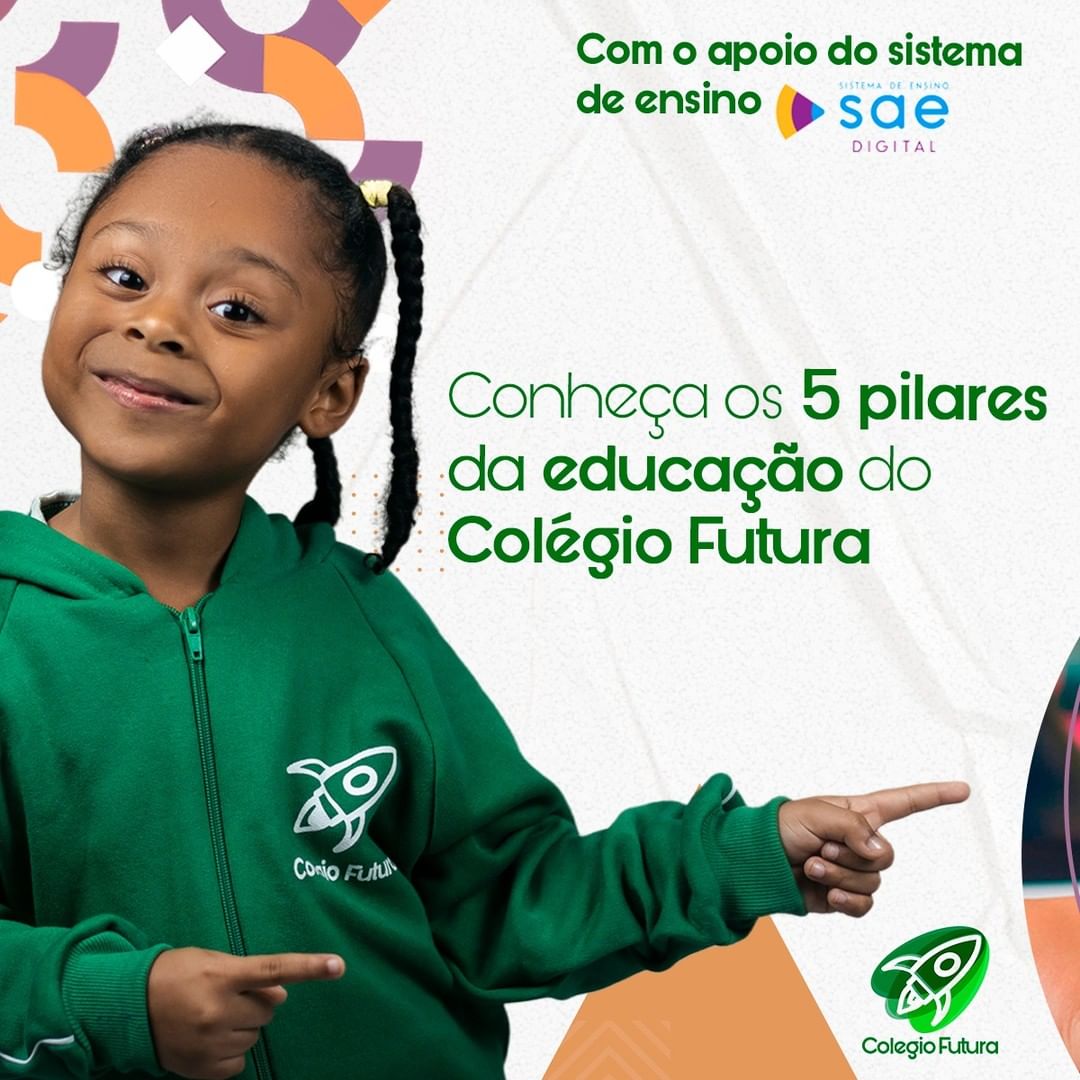 Com o apoio do sistema
de ensino
SISTEMA DE ENSINO
sae
DIGITAL
Conheça os 5 pilares
da educação do
Colégio Futura
Futura
Colegio Futura